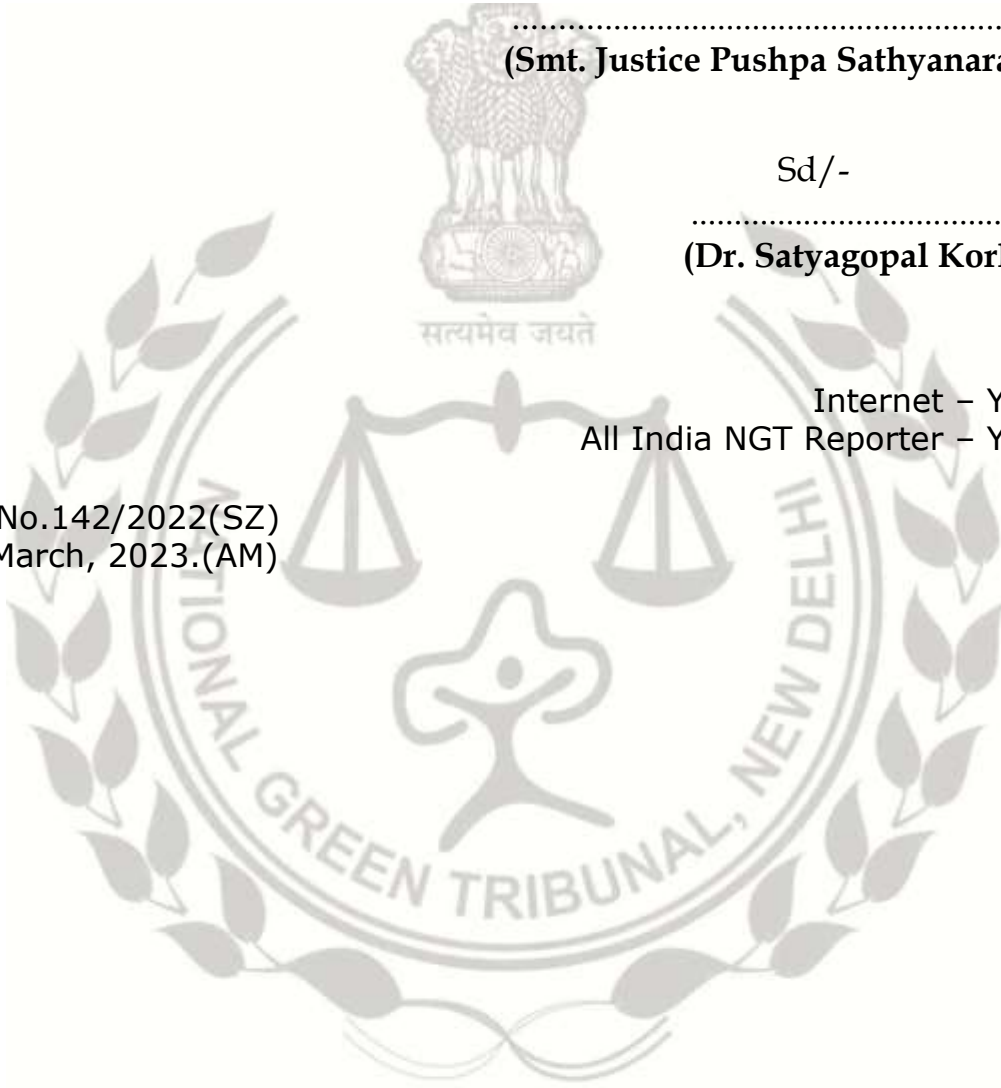 ................................................
(Smt. Justice Pushpa Sathyanara
Sd/-
................................
(Dr. Satyagopal Kor
Internet – Y
All India NGT Reporter – Y
No.142/2022(SZ)
March, 2023.(AM)
सत्यमेव जयते
NATIONAL GREEN TRIBUNAL, NEW DELHI